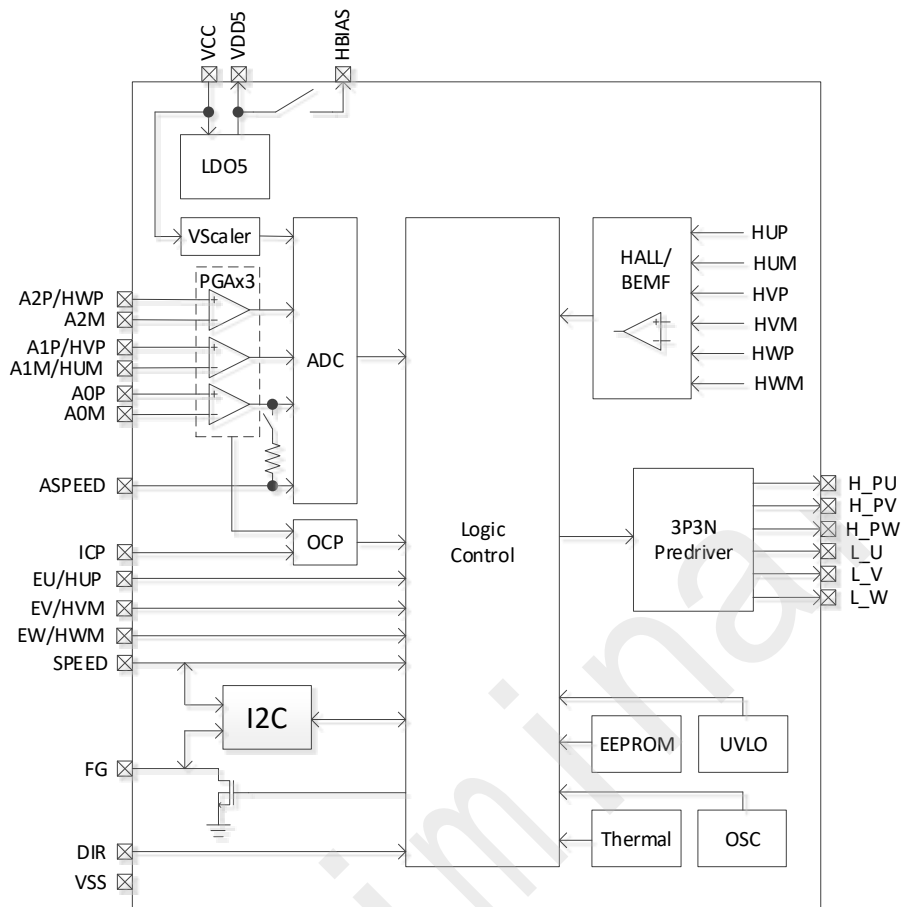 VCC
VDD5
HBIAS
LDO5
VScaler
PGAx3
ADC
A2P/HWP
A2M
A1P/HVP
A1M/HUM
A0P
A0M
ASPEED
OCP
ICP
EU/HUP
EV/HVM
EW/HWM
SPEED
I2C
FG
DIR
VSS
Logic
Control
HALL/
BEMF
HUP
HUM
HVP
HVM
HWP
HWM
3P3N
Predriver
H_PU
H_PV
H_PW
L_U
L_V
L_W
EEPROM
UVLO
Thermal
OSC
iminar